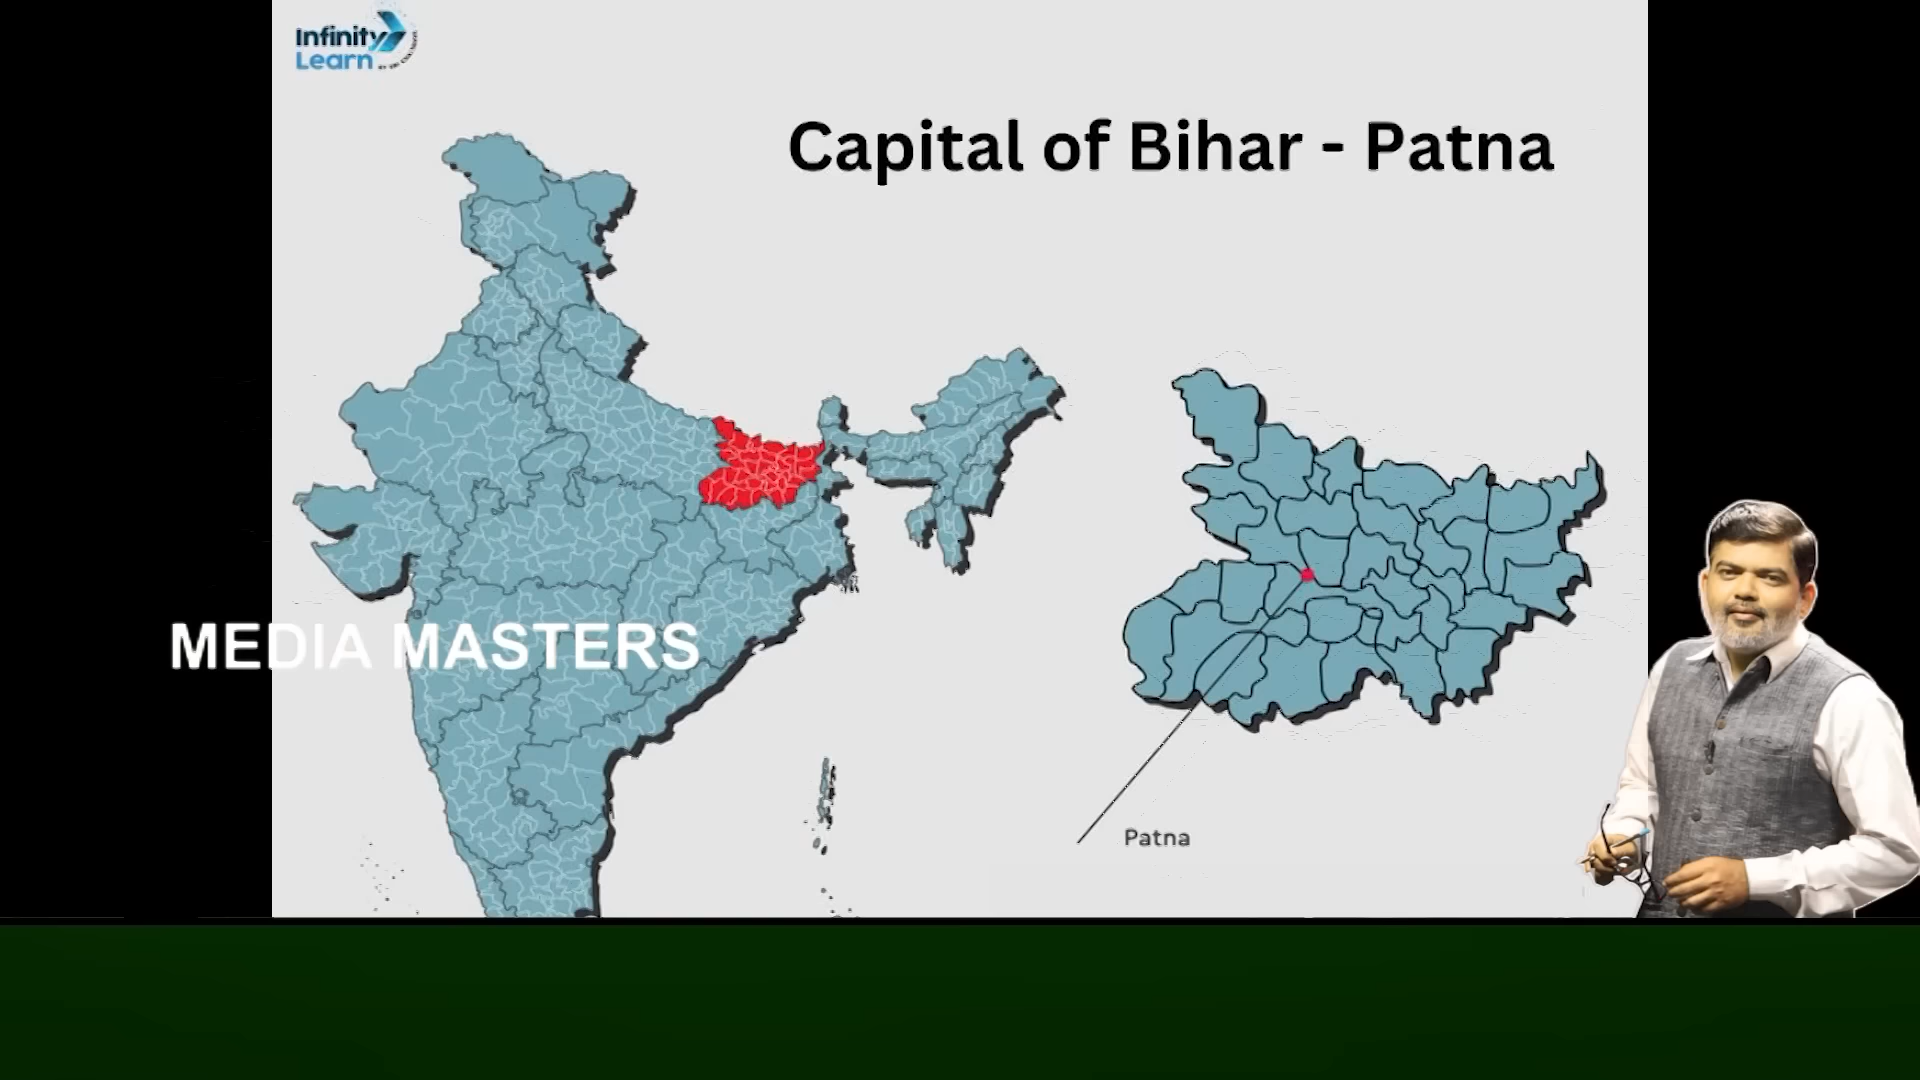 Infinity
Learn
Capital of Bihar - Patna
MEDIA MASTERS
Patna